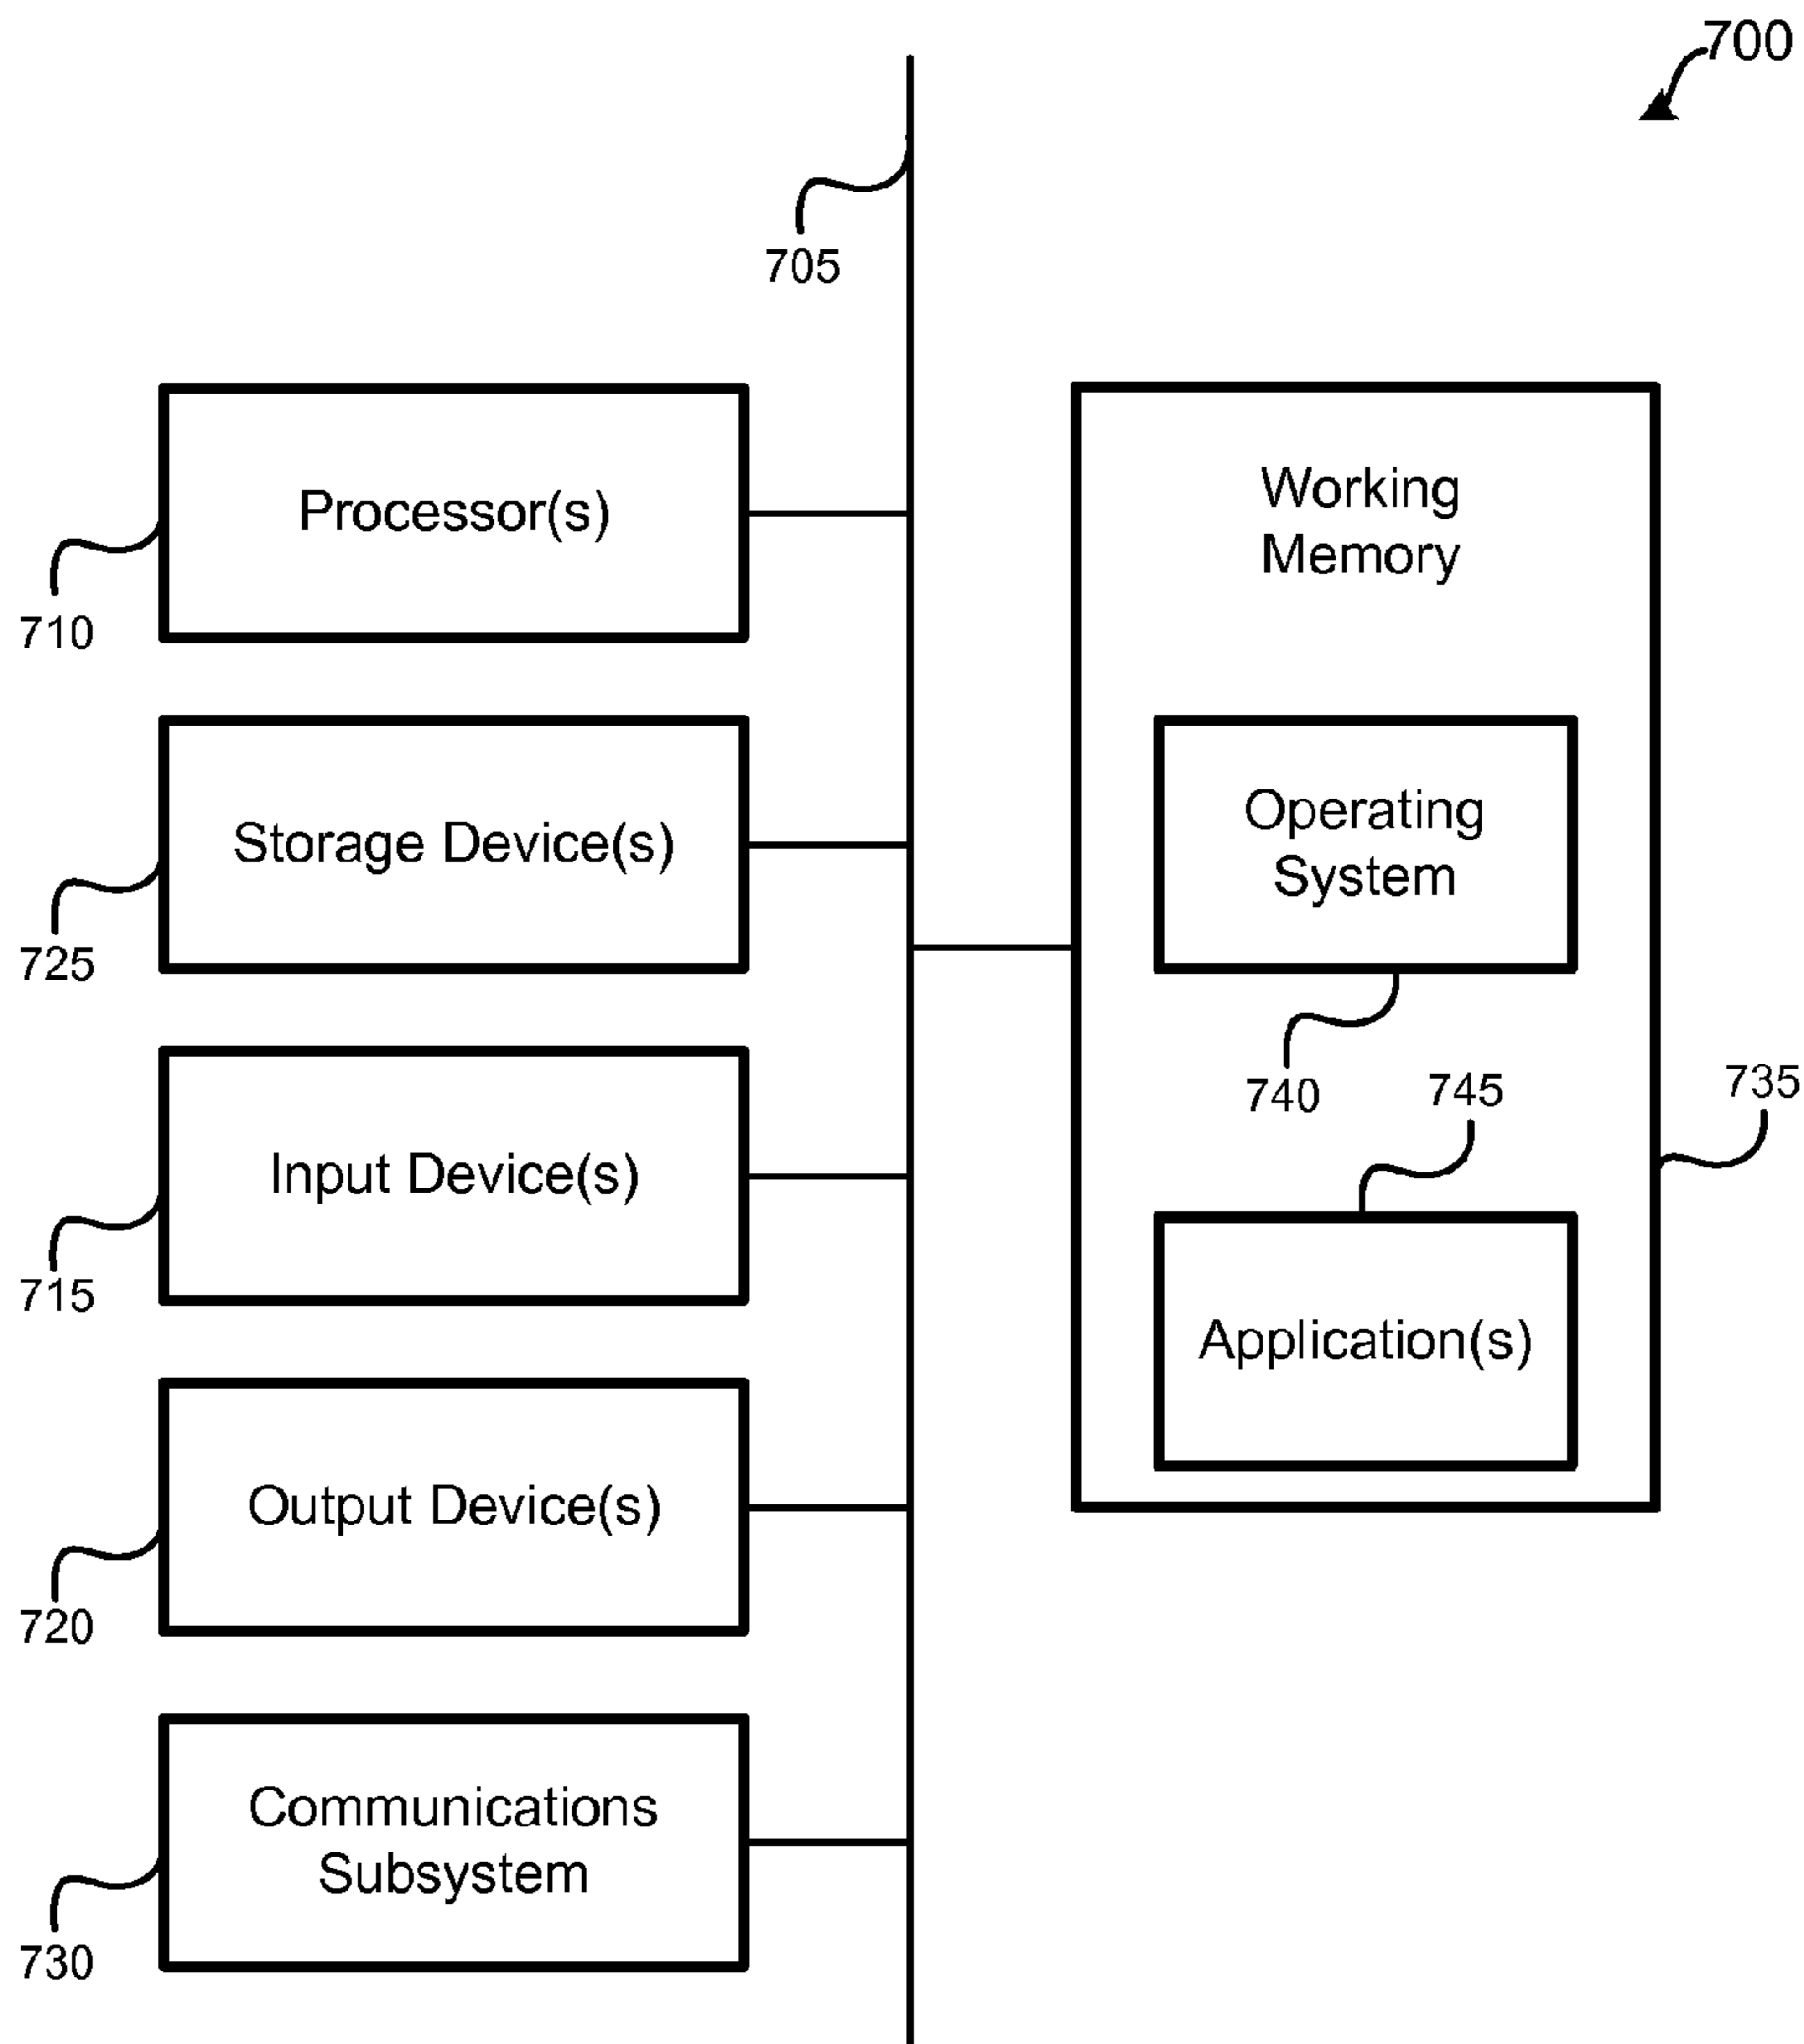 700
705
Processor(s)
710
Storage Device(s)
725
Input Device(s)
715
Output Device(s)
720
Communications
Subsystem
730
Working
Memory
Operating
System
740
745
735
Application(s)